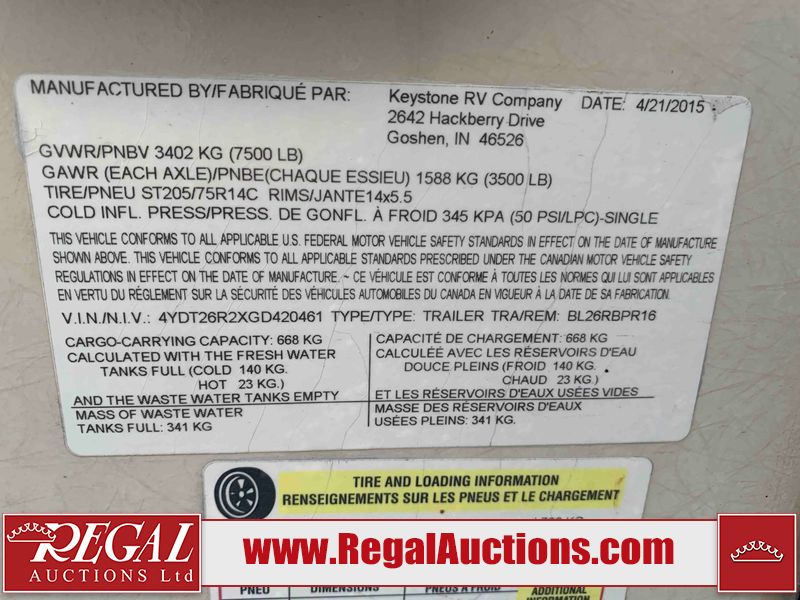 MANUFACTURED BY/FABRIQUÉ PAR: Keystone RV Company DATE: 4/21/2015
2642 Hackberry Drive
Goshen, IN 46526
GVWR/PNBV 3402 KG (7500 LB)
GAWR (EACH AXLE)/PNBE(CHAQUE ESSIEU) 1588 KG (3500 LB)
TIRE/PNEU ST205/75R14C RIMS/JANTE14x5.5
COLD INFL. PRESS/PRESS. DE GONFL. À FROID 345 KPA (50 PSI/LPC)-SINGLE
THIS VEHICLE CONFORMS TO ALL APPLICABLE U.S. FEDERAL MOTOR VEHICLE SAFETY STANDARDS IN EFFECT ON THE DATE OF MANUFACTURE
SHOWN ABOVE. THIS VEHICLE CONFORMS TO ALL APPLICABLE STANDARDS PRESCRIBED UNDER THE CANADIAN MOTOR VEHICLE SAFETY
REGULATIONS IN EFFECT ON THE DATE OF MANUFACTURE. ~ CE VÉHICULE EST CONFORME À TOUTES LES NORMES QUI LUI SONT APPLICABLES
EN VERTU DU RÉGLEMENT SUR LA SÉCURITÉ DES VÉHICULES AUTOMOBILES DU CANADA EN VIGUEUR À LA DATE DE SA FABRICATION.
V.I.N./N.I.V.: 4YDT26R2XGD420461 TYPE/TYPE: TRAILER TRA/REM: BL26RBPR16
CARGO-CARRYING CAPACITY: 668 KG
CALCULATED WITH THE FRESH WATER
TANKS FULL (COLD 140 KG.
HOT 23 KG.)
AND THE WASTE WATER TANKS EMPTY
MASS OF WASTE WATER
TANKS FULL: 341 KG
CAPACITÉ DE CHARGEMENT: 668 KG
CALCULÉE AVEC LES RÉSERVOIRS D'EAU
DOUCE PLEINS (FROID 140 KG.
CHAUD 23 KG.)
ET LES RÉSERVOIRS D'EAUX USÉES VIDES
MASSE DES RÉSERVOIRS D'EAUX
USÉES PLEINS: 341 KG.
TIRE AND LOADING INFORMATION
RENSEIGNEMENTS SUR LES PNEUS ET LE CHARGEMENT
REGAL
AUCTIONS Ltd
www.RegalAuctions.com
PNEU DIMENSIONS PNEUS À FROID ADDITIONAL
INFORMATION